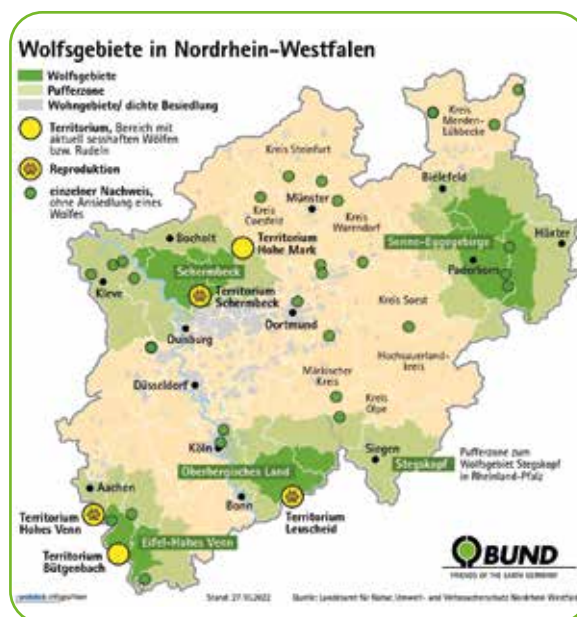 Wolfsgebiete in Nordrhein-Westfalen
Wolfsgebiete
Pufferzone
Wohngebiete/ dichte Besiedlung
Territorium, Bereich mit
aktuell sesshaften Wölfen
bzw. Rudeln
Reproduktion
einzelner Nachweis,
ohne Ansiedlung eines
Wolfes
Kreis
Minden-
Lübbecke
Kreis Steinfurt
Bielefeld
Münster
Kreis
Coesfeld
Kreis
Warendorf
Bocholt
Territorium
Hohe Mark
Senne-Eggegebirge
Höxter
Schermbeck
Paderborn
Kleve
Territorium
Schermbeck
Kreis Soest
Dortmund
Duisburg
Hochsauerland-
kreis
Märkischer
Kreis
Düsseldorf
Kreis
Olpe
Köln
Siegen
Oberbergisches Land
Stegskopf
Pufferzone zum
Wolfsgebiet Stegskopf
in Rheinland-Pfalz
Aachen
Bonn
Territorium
Hohes Venn
Territorium
Leuscheid
Eifel-Hohes Venn
Territorium
Bütgenbach
BUND
FRIENDS OF THE EARTH GERMANY
Stand: 27.10.2022
Quelle: Landesamt für Natur, Umwelt- und Verbraucherschutz Nordrhein Westfalen